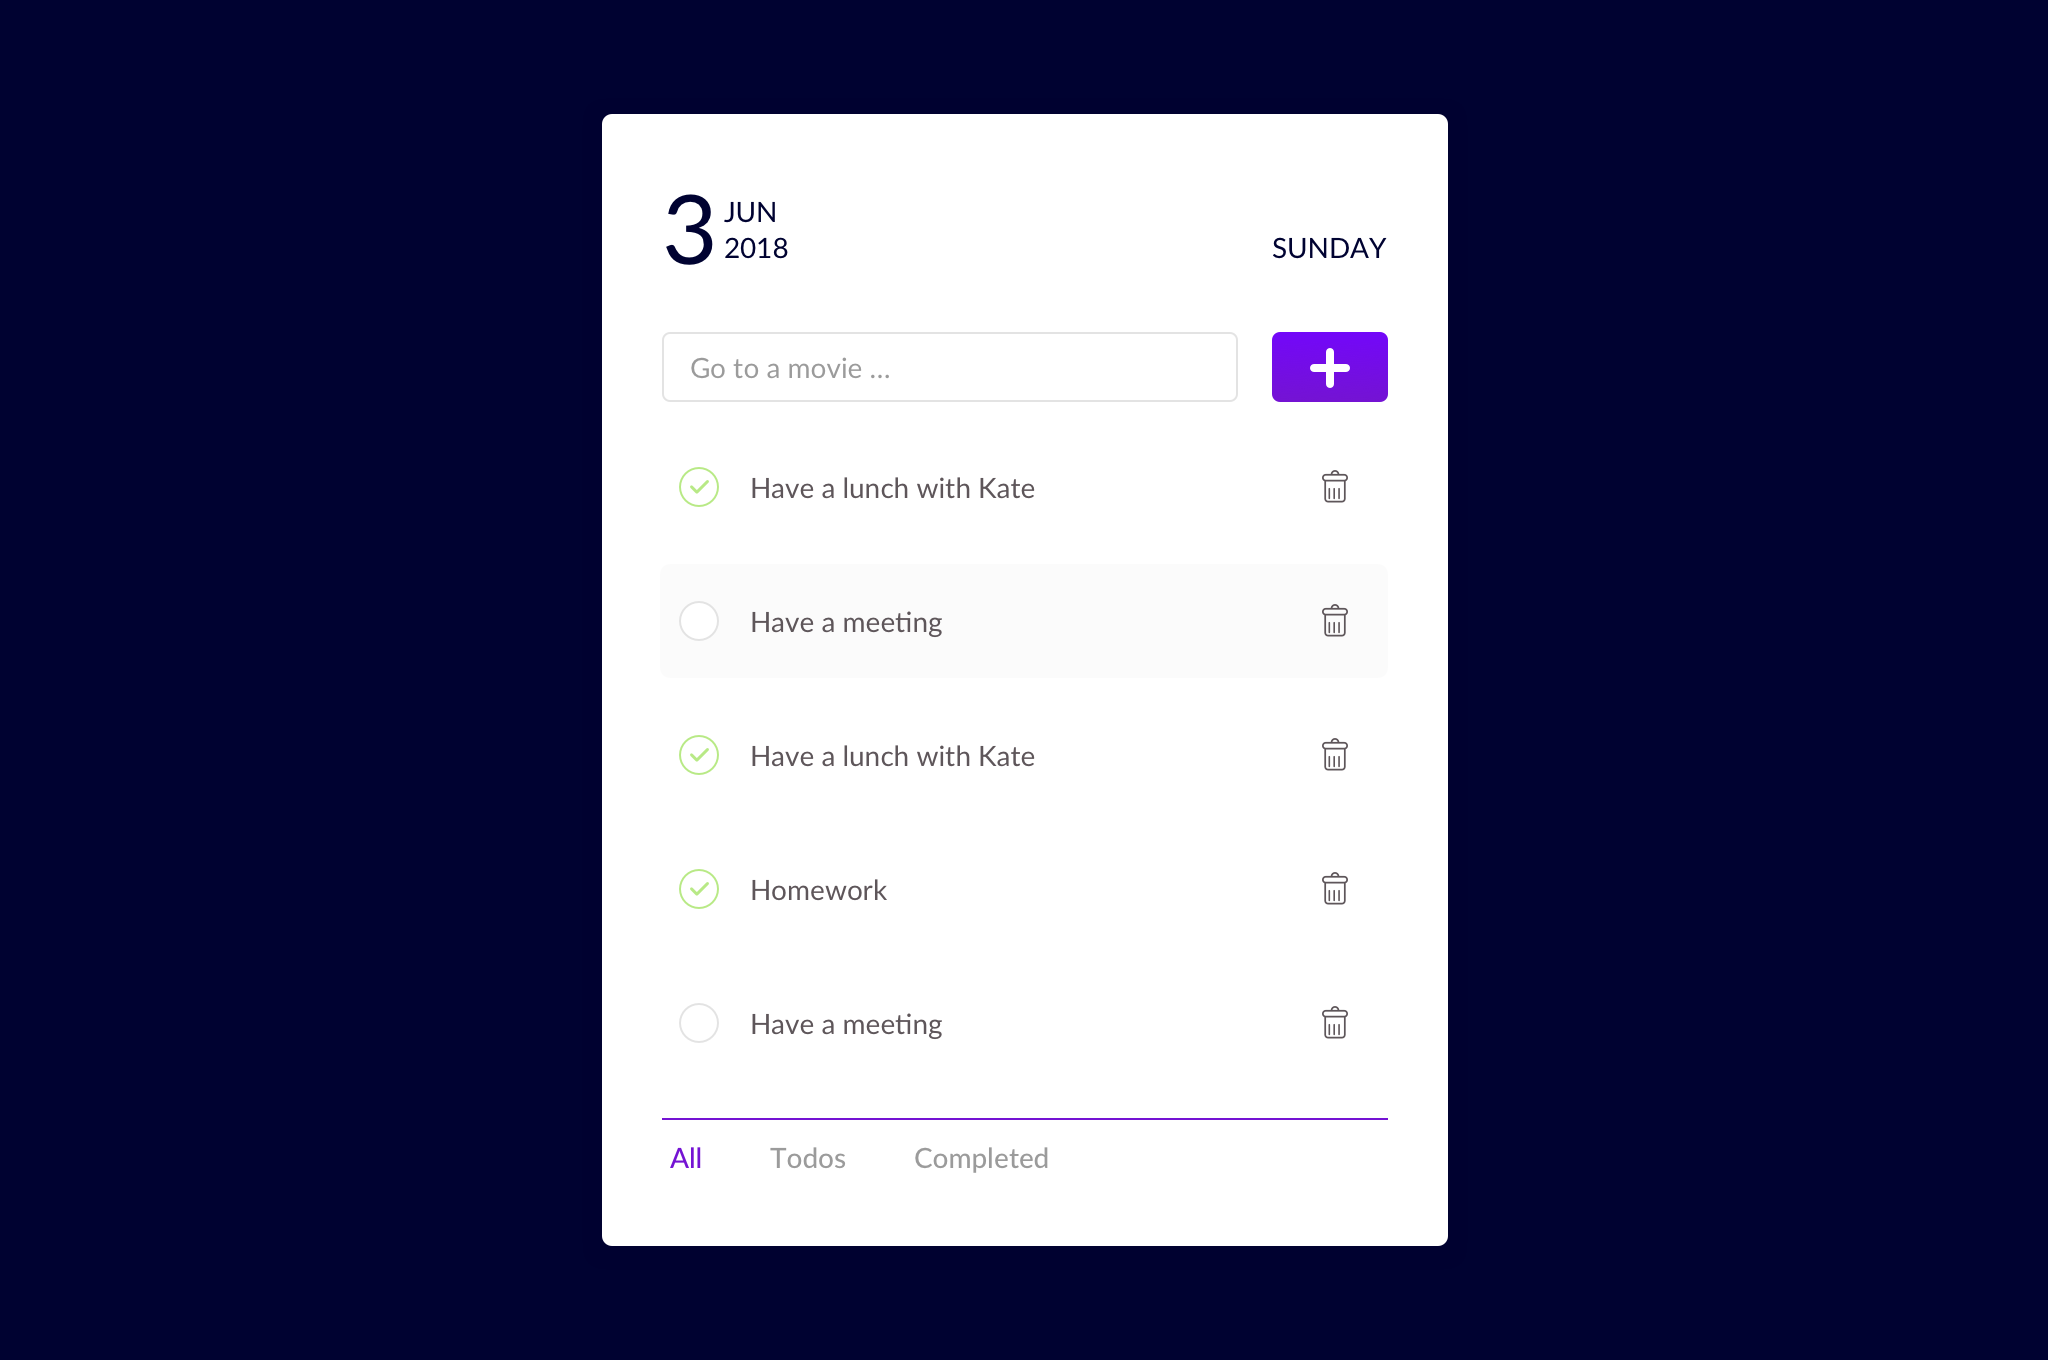 3
JUN
2018
SUNDAY
Go to a movie ...
Have a lunch with Kate
Have a meeting
Have a lunch with Kate
Homework
Have a meeting
All
Todos
Completed